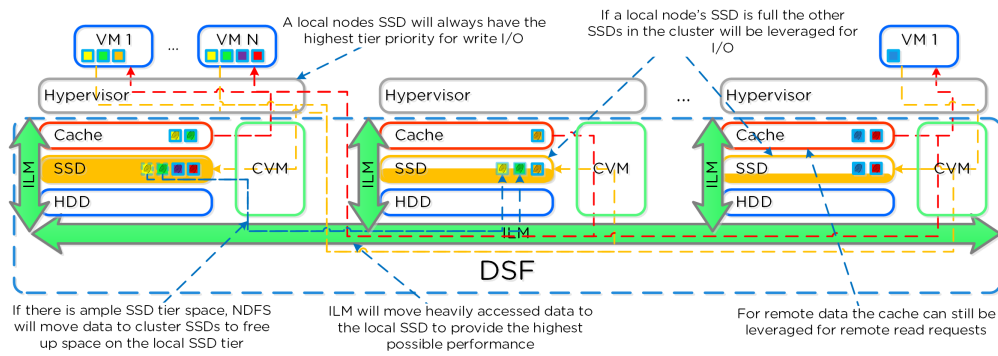 A local nodes SSD will always have the
highest tier priority for write I/O
If a local node's SSD is full the other
SSDs in the cluster will be leveraged for
I/O
VM 1
...
VM N
VM 1
Hypervisor
Hypervisor
...
Hypervisor
ILM
Cache
SSD
HDD
CVM
ILM
Cache
SSD
HDD
CVM
ILM
Cache
SSD
HDD
CVM
ILM
DSF
If there is ample SSD tier space, NDFS
will move data to cluster SSDs to free
up space on the local SSD tier
ILM will move heavily accessed data to
the local SSD to provide the highest
possible performance
For remote data the cache can still be
leveraged for remote read requests